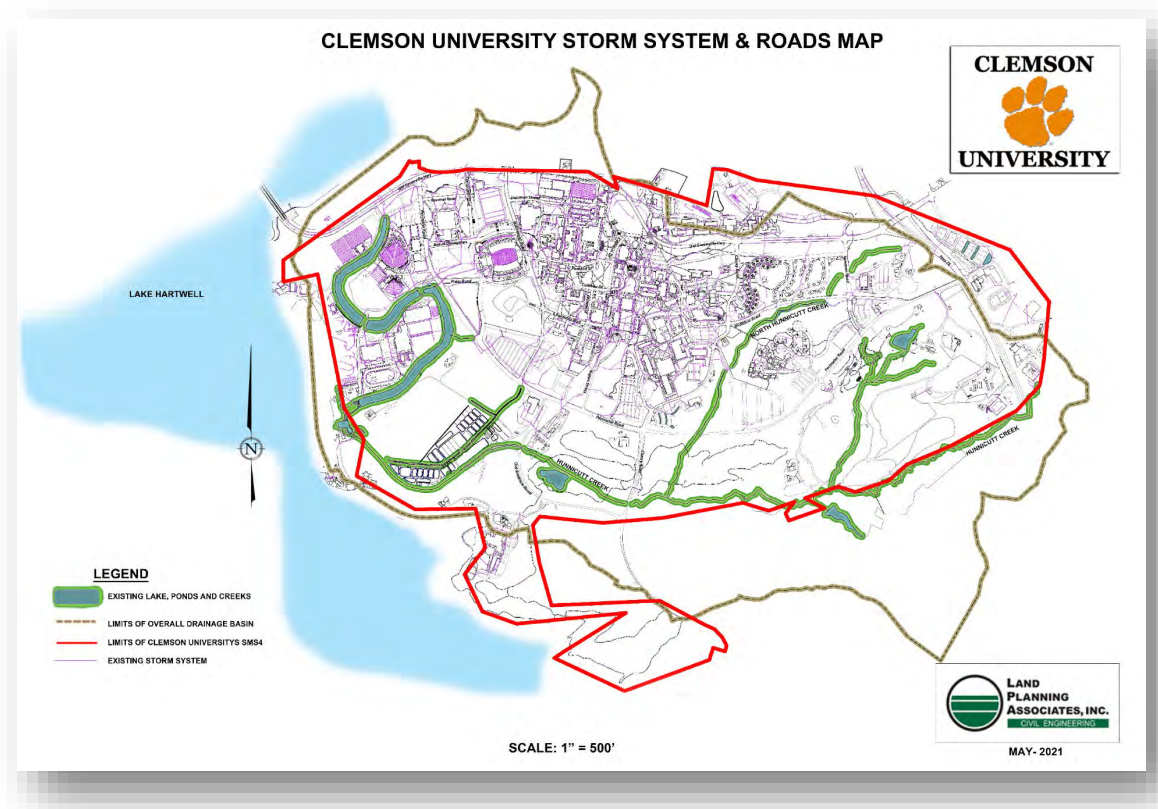 CLEMSON UNIVERSITY STORM SYSTEM & ROADS MAP
CLEMSON
UNIVERSITY
LAKE HARTWELL
NORTH HUNNICUTT CREEK
HUNNICUTT CREEK
HUNNICUTT CREEK
N
LEGEND
EXISTING LAKE, PONDS AND CREEKS
LIMITS OF OVERALL DRAINAGE BASIN
LIMITS OF CLEMSON UNIVERSITYS SMS4
EXISTING STORM SYSTEM
SCALE: 1" = 500'
LAND
PLANNING
ASSOCIATES, INC.
CIVIL ENGINEERING
MAY- 2021